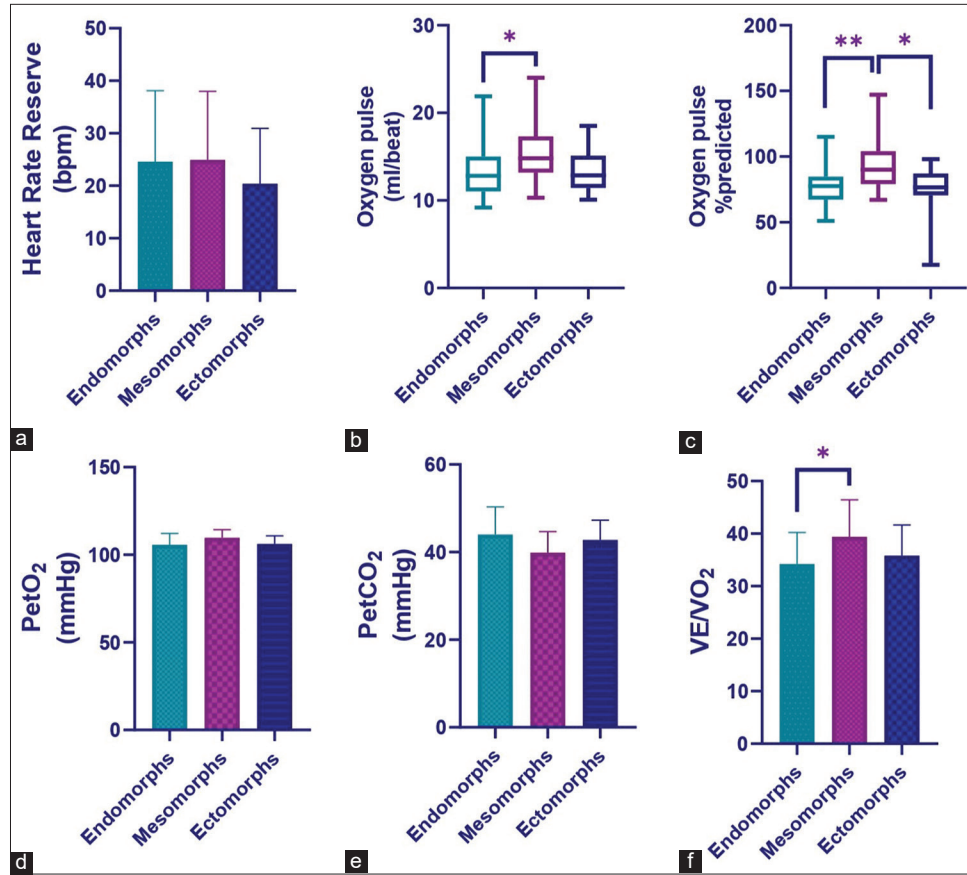 Heart Rate Reserve
(bpm)
50
40
30
20
10
0
Endomorphs
Mesomorphs
Ectomorphs
a
Oxygen pulse
(ml/beat)
30
20
10
0
*
Endomorphs
Mesomorphs
Ectomorphs
b
Oxygen pulse
%predicted
200
150
100
50
0
**
*
Endomorphs
Mesomorphs
Ectomorphs
c
PetO₂
(mmHg)
150
100
50
0
Endomorphs
Mesomorphs
Ectomorphs
d
PetCO₂
(mmHg)
60
40
20
0
Endomorphs
Mesomorphs
Ectomorphs
e
VE/VO₂
50
40
30
20
10
0
*
Endomorphs
Mesomorphs
Ectomorphs
f